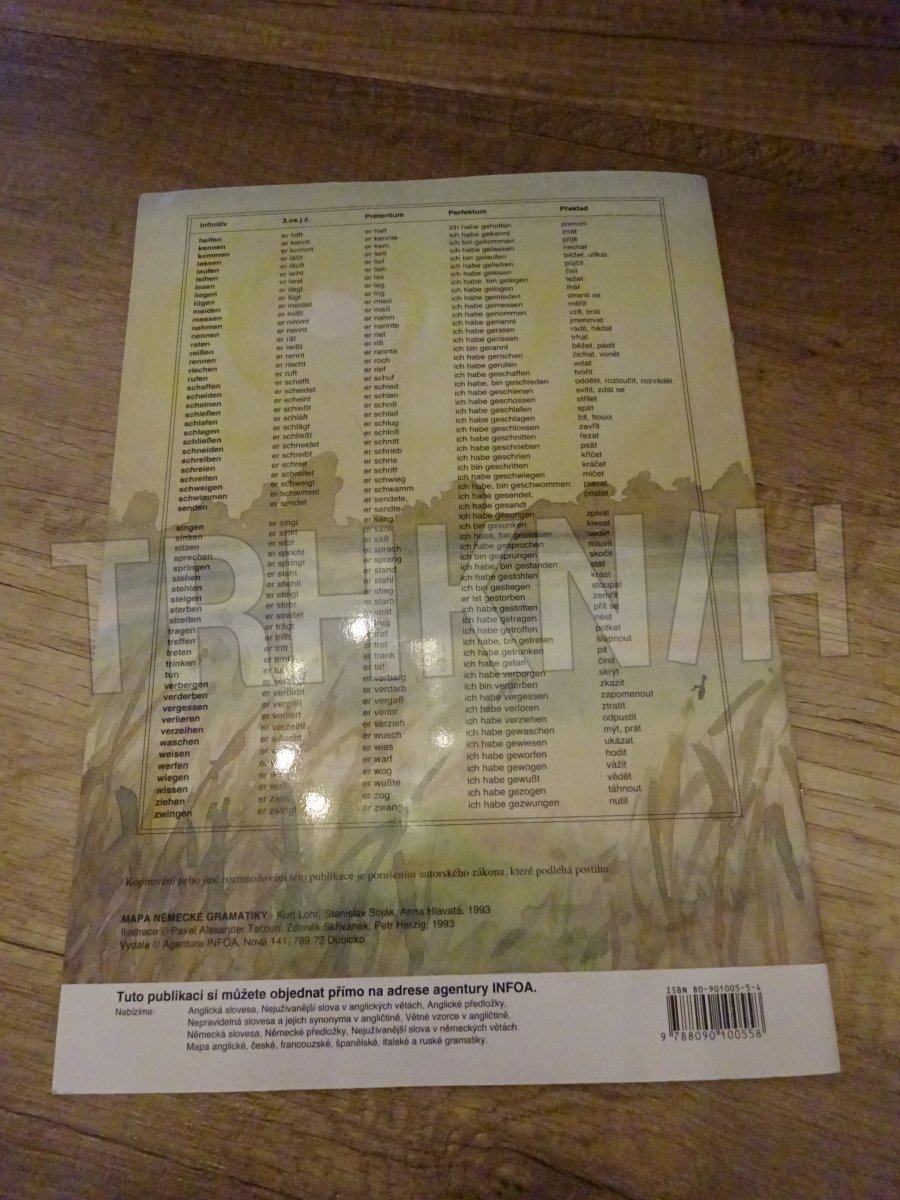 Infinitiv 3.os.j.č. Préteritum Perfektum Překlad
helfen er hilft er half ich habe geholfen pomoci
kennen er kennt er kannte ich habe gekannt znát
kommen er kommt er kam ich bin gekommen přijít
lassen er läßt er ließ ich habe gelassen nechat
laufen er läuft er lief ich bin gelaufen běžet, utíkat
leihen er leiht er lieh ich habe geliehen půjčit
lesen er liest er las ich habe gelesen číst
liegen er liegt er lag ich habe, bin gelegen ležet
lügen er lügt er log ich habe gelogen lhát
meiden er meidet er mied ich habe gemieden stranit se
messen er mißt er maß ich habe gemessen měřit
nehmen er nimmt er nahm ich habe genommen vzít, brát
nennen er nennt er nannte ich habe genannt jmenovat
raten er rät er riet ich habe geraten radit, hádat
reißen er reißt er riß ich habe gerissen trhat
rennen er rennt er rannte ich bin gerannt běžet, pádit
riechen er riecht er roch ich habe gerochen čichat, vonět
rufen er ruft er rief ich habe gerufen volat
schaffen er schafft er schuf ich habe geschaffen tvořit
scheiden er scheidet er schied ich habe, bin geschieden oddělit, rozloučit, rozvádět
scheinen er scheint er schien ich habe geschienen svítit, zdát se
schießen er schießt er schoß ich habe geschossen střílet
schlafen er schläft er schlief ich habe geschlafen spát
schlagen er schlägt er schlug ich habe geschlagen bít, tlouci
schließen er schließt er schloß ich habe geschlossen zavřít
schneiden er schneidet er schnitt ich habe geschnitten řezat
schreiben er schreibt er schrieb ich habe geschrieben psát
schreien er schreit er schrie ich habe geschrien křičet
schreiten er schreitet er schritt ich bin geschritten kráčet
schweigen er schweigt er schwieg ich habe geschwiegen mlčet
schwimmen er schwimmt er schwamm ich habe, bin geschwommen plavat
senden er sendet er sendete, ich habe gesendet, poslat
er sandte ich habe gesandt
singen er singt er sang ich habe gesungen zpívat
sinken er sinkt er sank ich bin gesunken klesat
sitzen er sitzt er saß ich habe, bin gesessen sedět
sprechen er spricht er sprach ich habe gesprochen mluvit
springen er springt er sprang ich bin gesprungen skočit
stehen er steht er stand ich habe, bin gestanden stát
stehlen er stiehlt er stahl ich habe gestohlen krást
steigen er steigt er stieg ich bin gestiegen stoupat
sterben er stirbt er starb er ist gestorben zemřít
streiten er streitet er stritt ich habe gestritten přít se
tragen er trägt er trug ich habe getragen nést
treffen er trifft er traf ich habe getroffen potkat
treten er tritt er trat ich habe, bin getreten šlápnout
trinken er trinkt er trank ich habe getrunken pít
tun er tut er tat ich habe getan činit
verbergen er er verbarg ich habe verborgen skrýt
verderben er verdirbt er verdarb Ich bin verdorben zkazit
vergessen er vergißt er vergaß ich habe vergessen zapomenout
verlieren er verliert er verlor ich habe verloren ztratit
verzeihen er verzeiht er verzieh ich habe verziehen odpustit
waschen er wäscht er wusch ich habe gewaschen mýt, prát
weisen er er wies ich habe gewiesen ukázat
werfen er er warf ich habe geworfen hodit
wiegen er er wog ich habe gewogen vážit
wissen er weiß er wußte ich habe gewußt vědět
ziehen er zieht er zog ich habe gezogen táhnout
zwingen er zwingt er zwang ich habe gezwungen nutit
TRHKNIH
Kopírování nebo jiné rozmnožování této publikace je porušením autorského zákona, které podléhá postihu.
MAPA NĚMECKÉ GRAMATIKY - Kurt Lohr, Stanislav Soják, Anna Hlavatá, 1993
Ilustrace © Pavel Alexander Taťoun, Zdeněk Skřivánek, Petr Herzig, 1993
Vydala © Agentura INFOA, Nová 141, 789 72 Dubicko
Tuto publikaci si můžete objednat přímo na adrese agentury INFOA.
Nabízíme: Anglická slovesa, Nejužívanější slova v anglických větách, Anglické předložky,
Nepravidelná slovesa a jejich synonyma v angličtině, Větné vzorce v angličtině,
Německá slovesa, Německé předložky, Nejužívanější slova v německých větách.
Mapa anglické, české, francouzské, španělské, italské a ruské gramatiky.
ISBN 80-901005-5-4
9 788090 100558